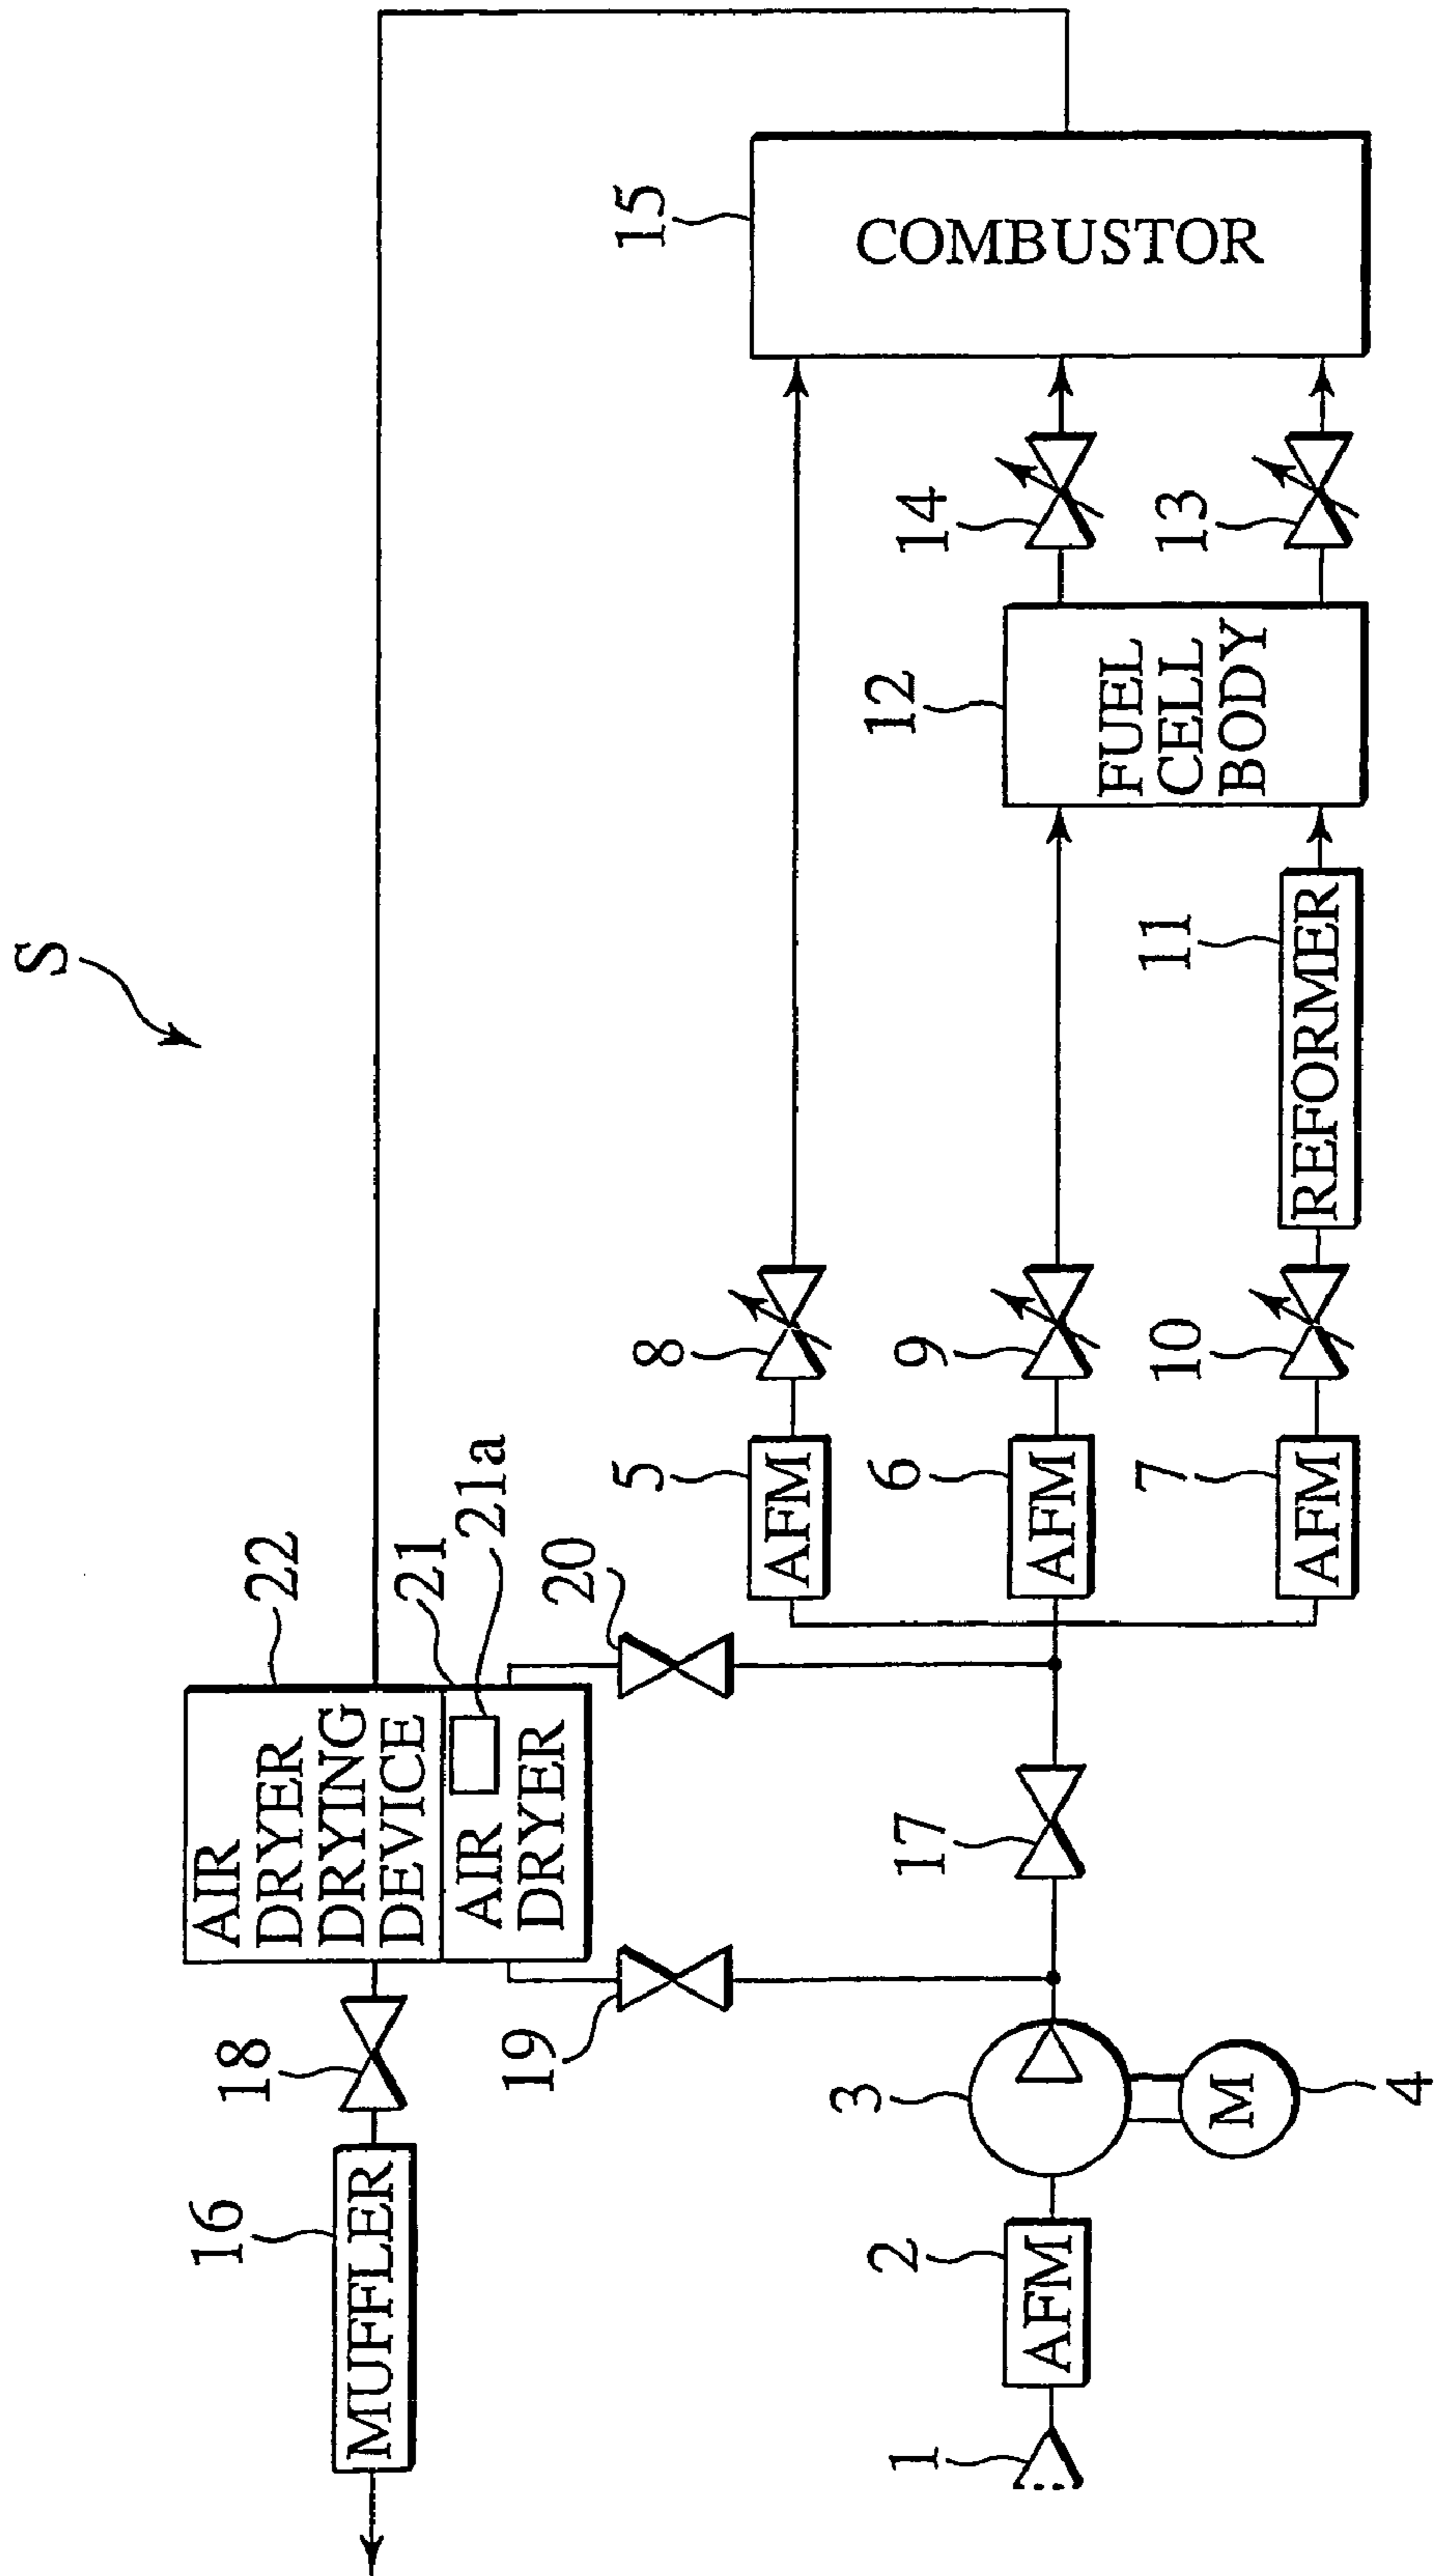 S
22
AIR
DRYER
DRYING
DEVICE
21
21a
AIR
DRYER
18
16
MUFFLER
19
20
15
COMBUSTOR
8
5
AFM
14
12
FUEL
CELL
BODY
9
6
AFM
17
3
2
AFM
1
13
11
REFORMER
10
7
AFM
M
4